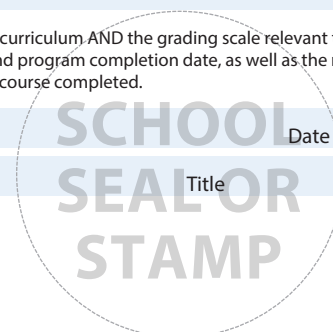 curriculum AND the grading scale relevant
nd program completion date, as well as the
course completed.
SCHOOL
Date
Title
SEAL OR
STAMP